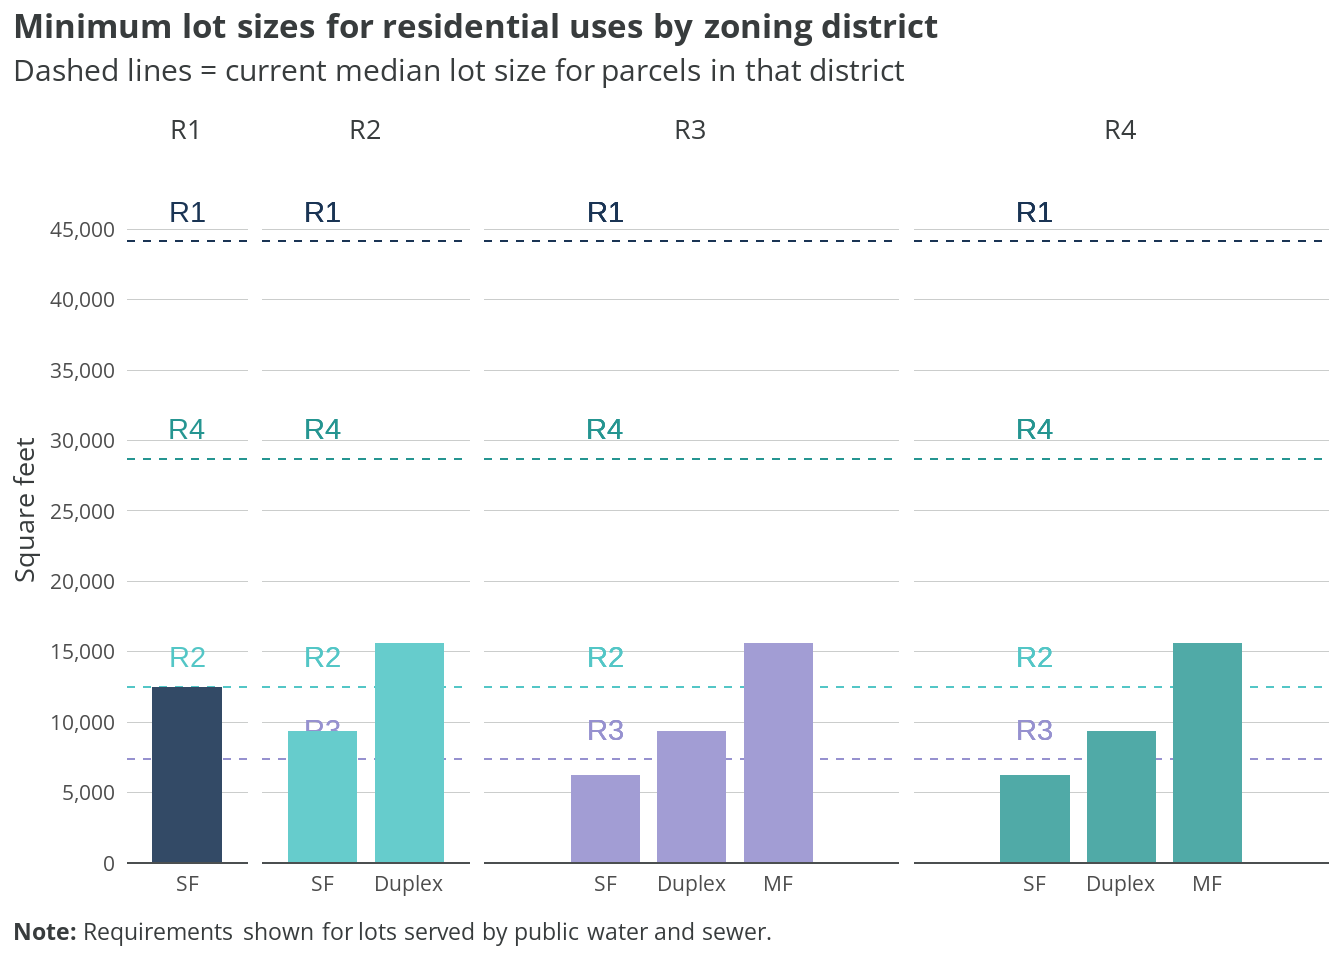 Minimum lot sizes for residential uses by zoning district
Dashed lines = current median lot size for parcels in that district
R1 R2 R3 R4
R1 R1 R1 R1
45,000
40,000
35,000
R4 R4 R4 R4
30,000
Square feet
25,000
20,000
15,000
R2 R2 R2 R2
10,000
R3 R3 R3
5,000
0
SF SF Duplex SF Duplex MF SF Duplex MF
Note: Requirements shown for lots served by public water and sewer.